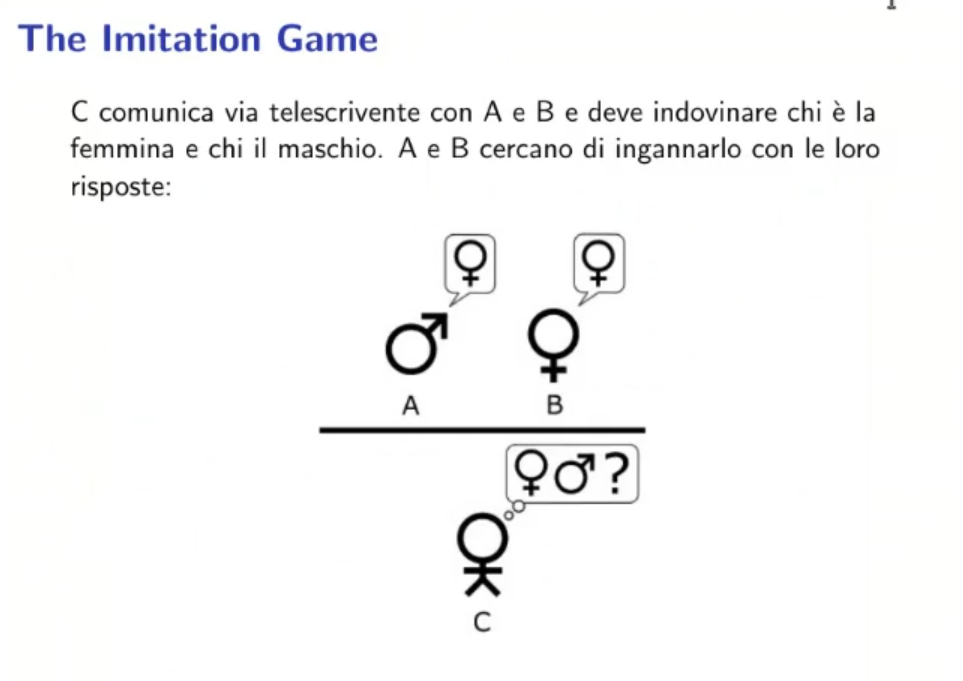 The Imitation Game
C comunica via telescrivente con A e B e deve indovinare chi è la
femmina e chi il maschio. A e B cercano di ingannarlo con le loro
risposte:
♀ ♀
♂ ♀
A B
♀♂?
C